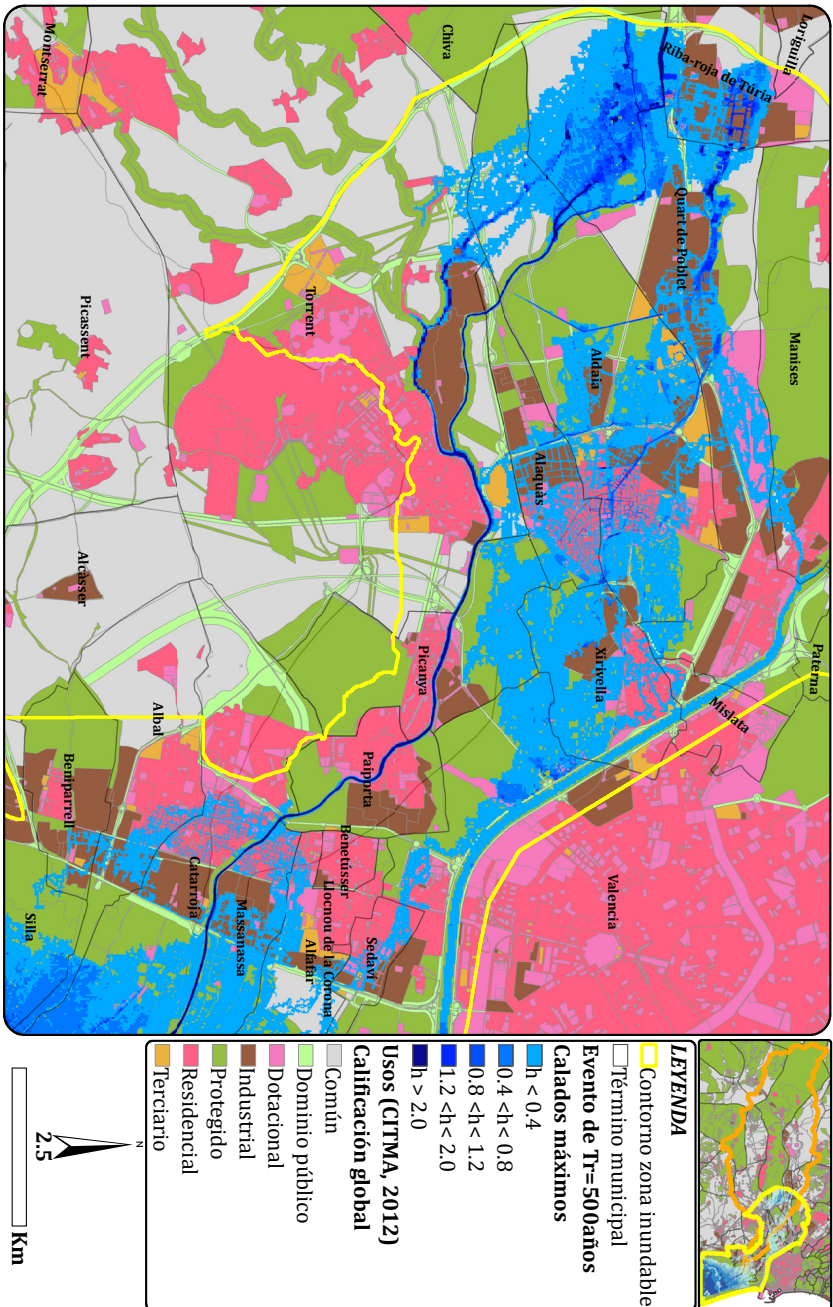 Loriguilla
Riba-roja de Túria
Chiva
Montserrat
Quart de Poblet
Manises
Torrent
Picassent
Aldaia
Alaquàs
Alcàsser
Paterna
Xirivella
Mislata
Picanya
Albal
Paiporta
Beniparrell
Benetússer
Llocnou de la Corona
Catarroja
Massanassa
Alfafar
Sedaví
Silla
Valencia
LEYENDA
Contorno zona inundable
Término municipal
Evento de Tr=500años
Calados máximos
h < 0.4
0.4 <h< 0.8
0.8 <h< 1.2
1.2 <h< 2.0
h > 2.0
Usos (CITMA, 2012)
Calificación global
Común
Dominio público
Dotacional
Industrial
Protegido
Residencial
Terciario
N
2.5
Km